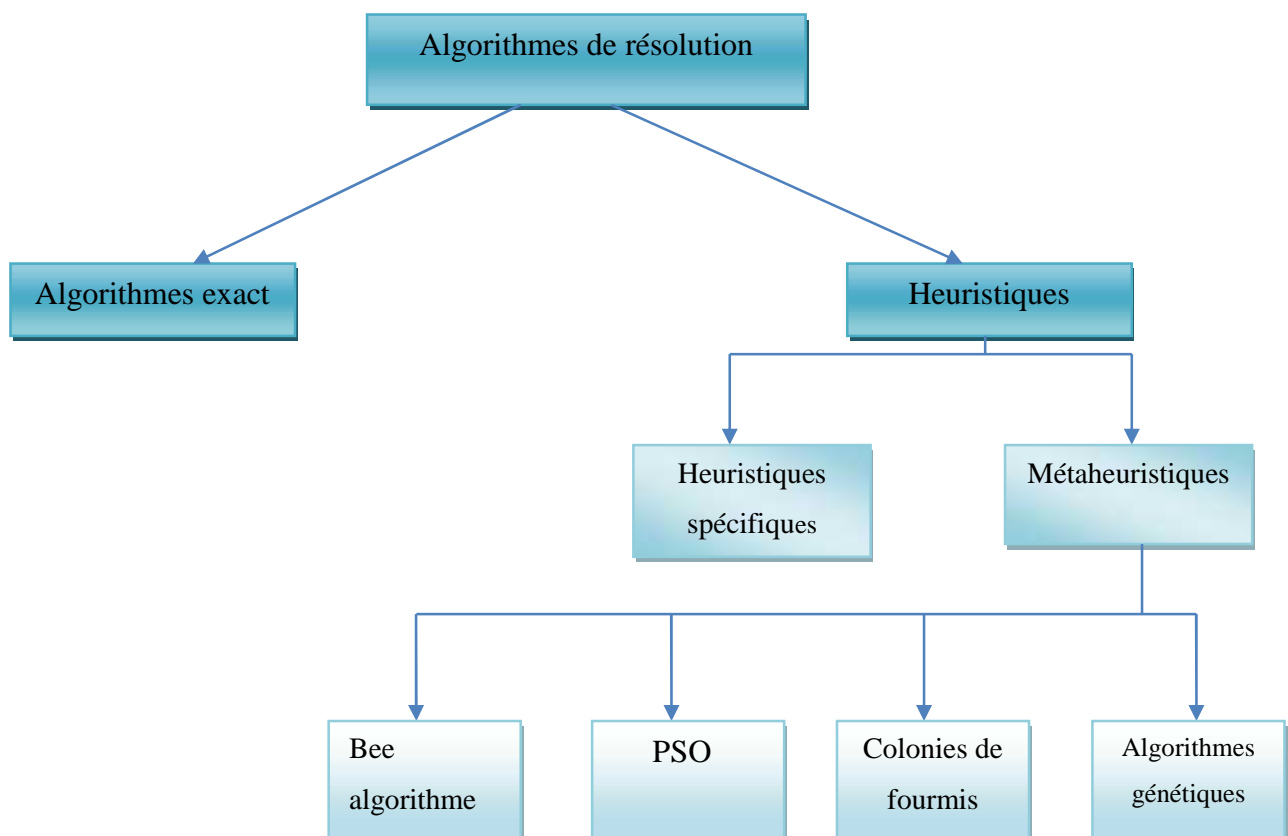 Algorithmes de résolution
Algorithmes exact
Heuristiques
Heuristiques
spécifiques
Métaheuristiques
Bee
algorithme
PSO
Colonies de
fourmis
Algorithmes
génétiques